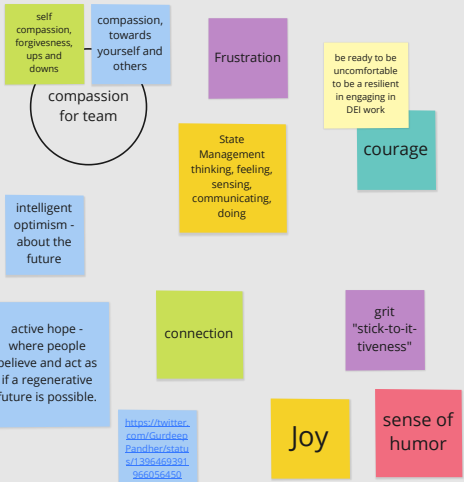 self
compassion,
forgivesness,
ups and
downs
compassion,
towards
yourself and
others
compassion
for team
Frustration
be ready to be
uncomfortable
to be a resilient
in engaging in
DEI work
courage
State
Management
thinking, feeling,
sensing,
communicating,
doing
intelligent
optimism -
about the
future
active hope -
where people
believe and act as
if a regenerative
future is possible.
connection
grit
"stick-to-it-
tiveness"
https://twitter.
com/Gurdeep
Pandher/statu
s/1396469391
966056450
Joy
sense of
humor